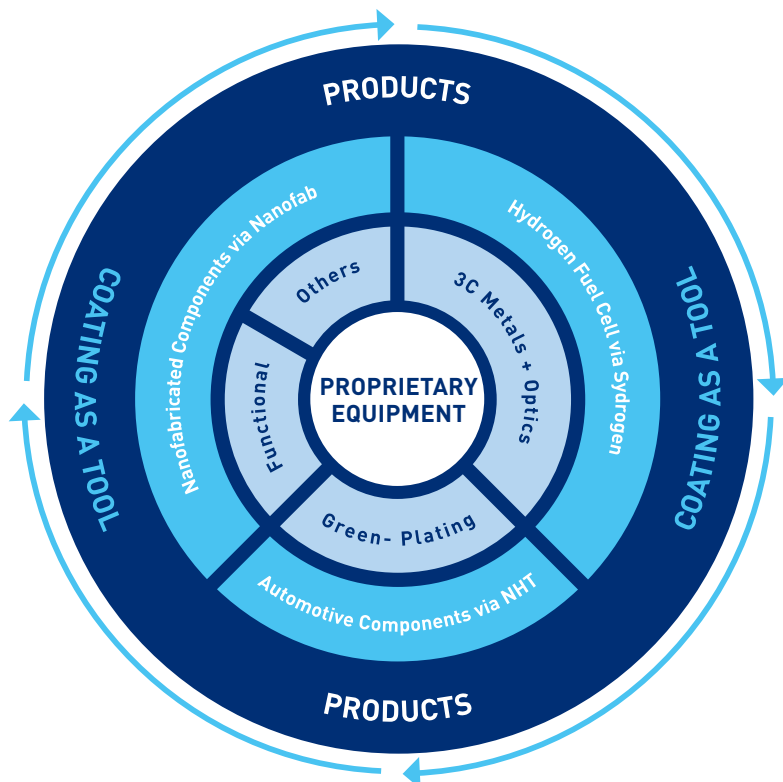 PRODUCTS
COATING AS A TOOL
Nanofabricated Components via Nanofab
Hydrogen Fuel Cell via Sydrogen
COATING AS A TOOL
Others
3C Metals + Optics
Functional
PROPRIETARY
EQUIPMENT
Green- Plating
Automotive Components via NHT
PRODUCTS